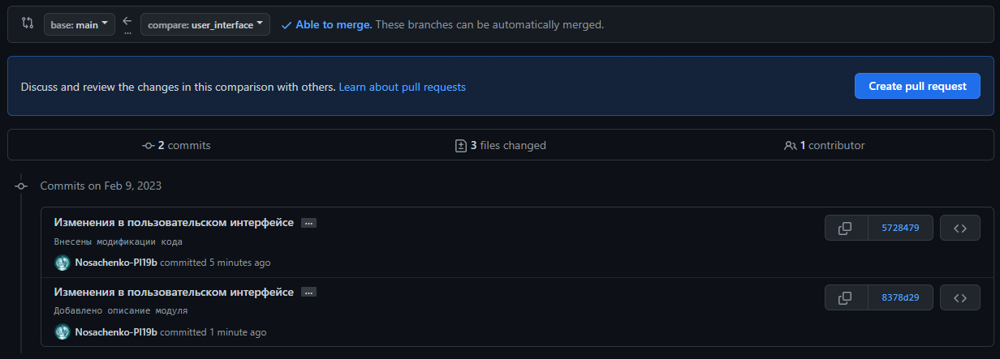 base: main ... compare: user_interface Able to merge. These branches can be automatically merged.
Discuss and review the changes in this comparison with others. Learn about pull requests Create pull request
2 commits 3 files changed 1 contributor
Commits on Feb 9, 2023
Изменения в пользовательском интерфейсе ... 5728479
Внесены модификации кода
Nosachenko-PI19b committed 5 minutes ago
Изменения в пользовательском интерфейсе ... 8378d29
Добавлено описание модуля
Nosachenko-PI19b committed 1 minute ago